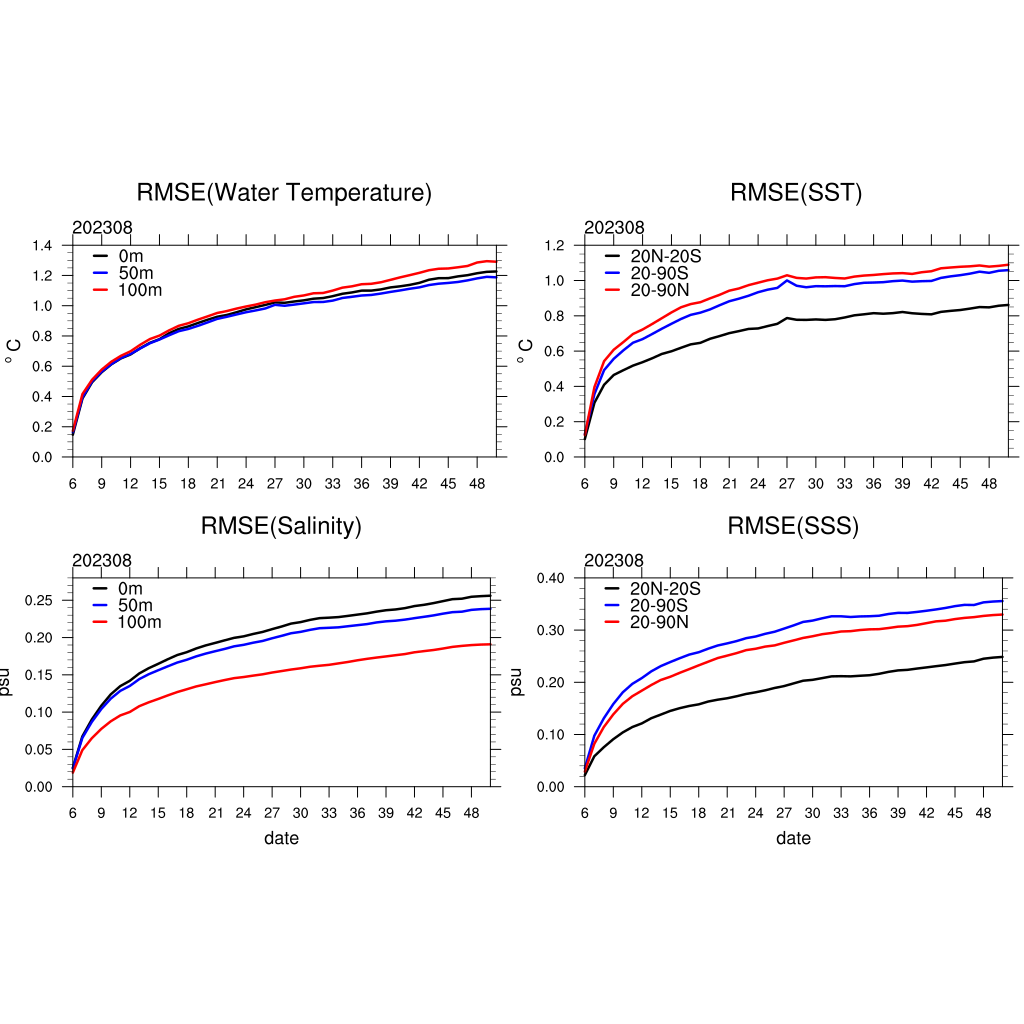 RMSE(Water Temperature)
202308
0m
50m
100m
1.4
1.2
1.0
0.8
0.6
0.4
0.2
0.0
° C
6 9 12 15 18 21 24 27 30 33 36 39 42 45 48
RMSE(SST)
202308
20N-20S
20-90S
20-90N
1.2
1.0
0.8
0.6
0.4
0.2
0.0
° C
6 9 12 15 18 21 24 27 30 33 36 39 42 45 48
RMSE(Salinity)
202308
0m
50m
100m
0.25
0.20
0.15
0.10
0.05
0.00
psu
6 9 12 15 18 21 24 27 30 33 36 39 42 45 48
date
RMSE(SSS)
202308
20N-20S
20-90S
20-90N
0.40
0.30
0.20
0.10
0.00
psu
6 9 12 15 18 21 24 27 30 33 36 39 42 45 48
date